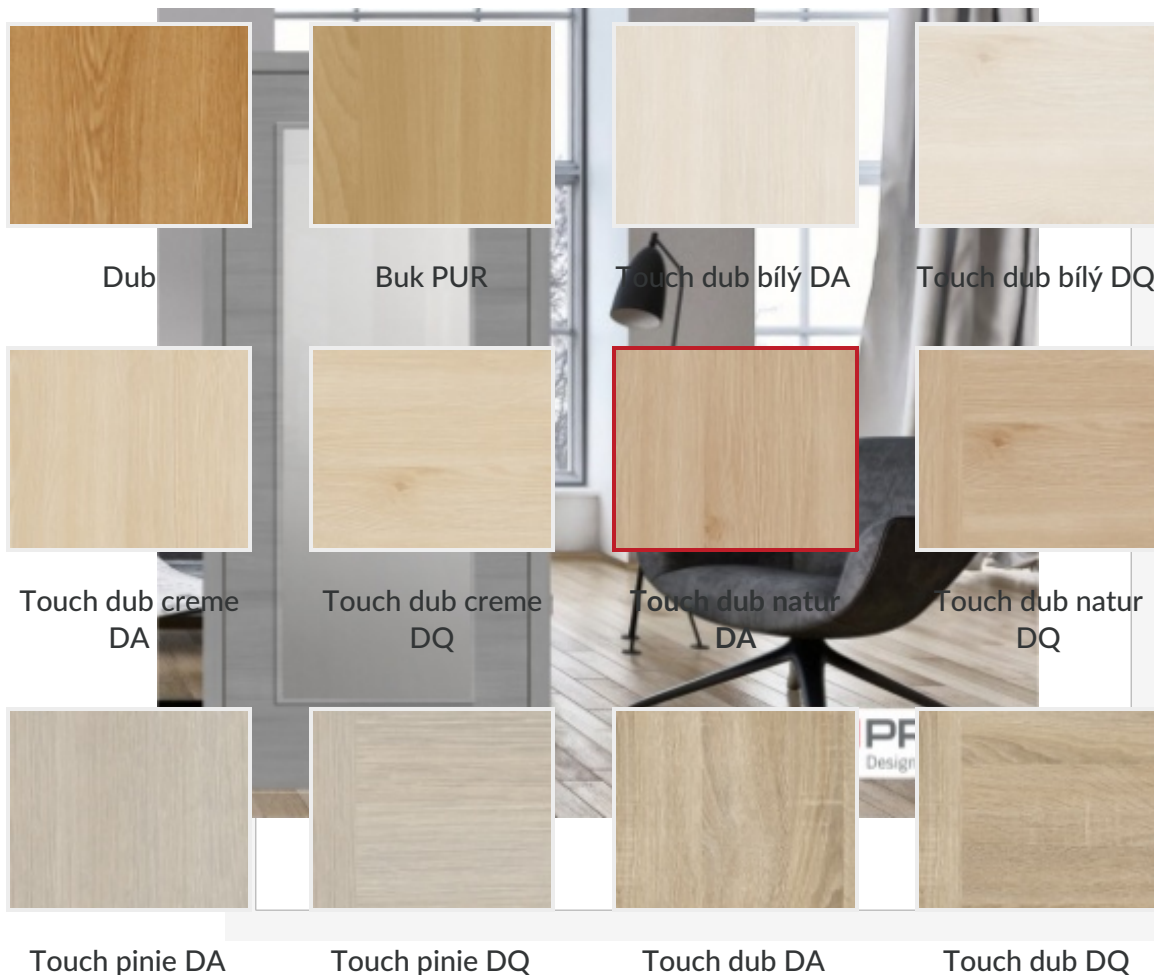 Dub
Buk PUR
Touch dub bílý DA
Touch dub bílý DQ
Touch dub creme
DA
Touch dub creme
DQ
Touch dub natur
DA
Touch dub natur
DQ
Design
Touch pinie DA
Touch pinie DQ
Touch dub DA
Touch dub DQ